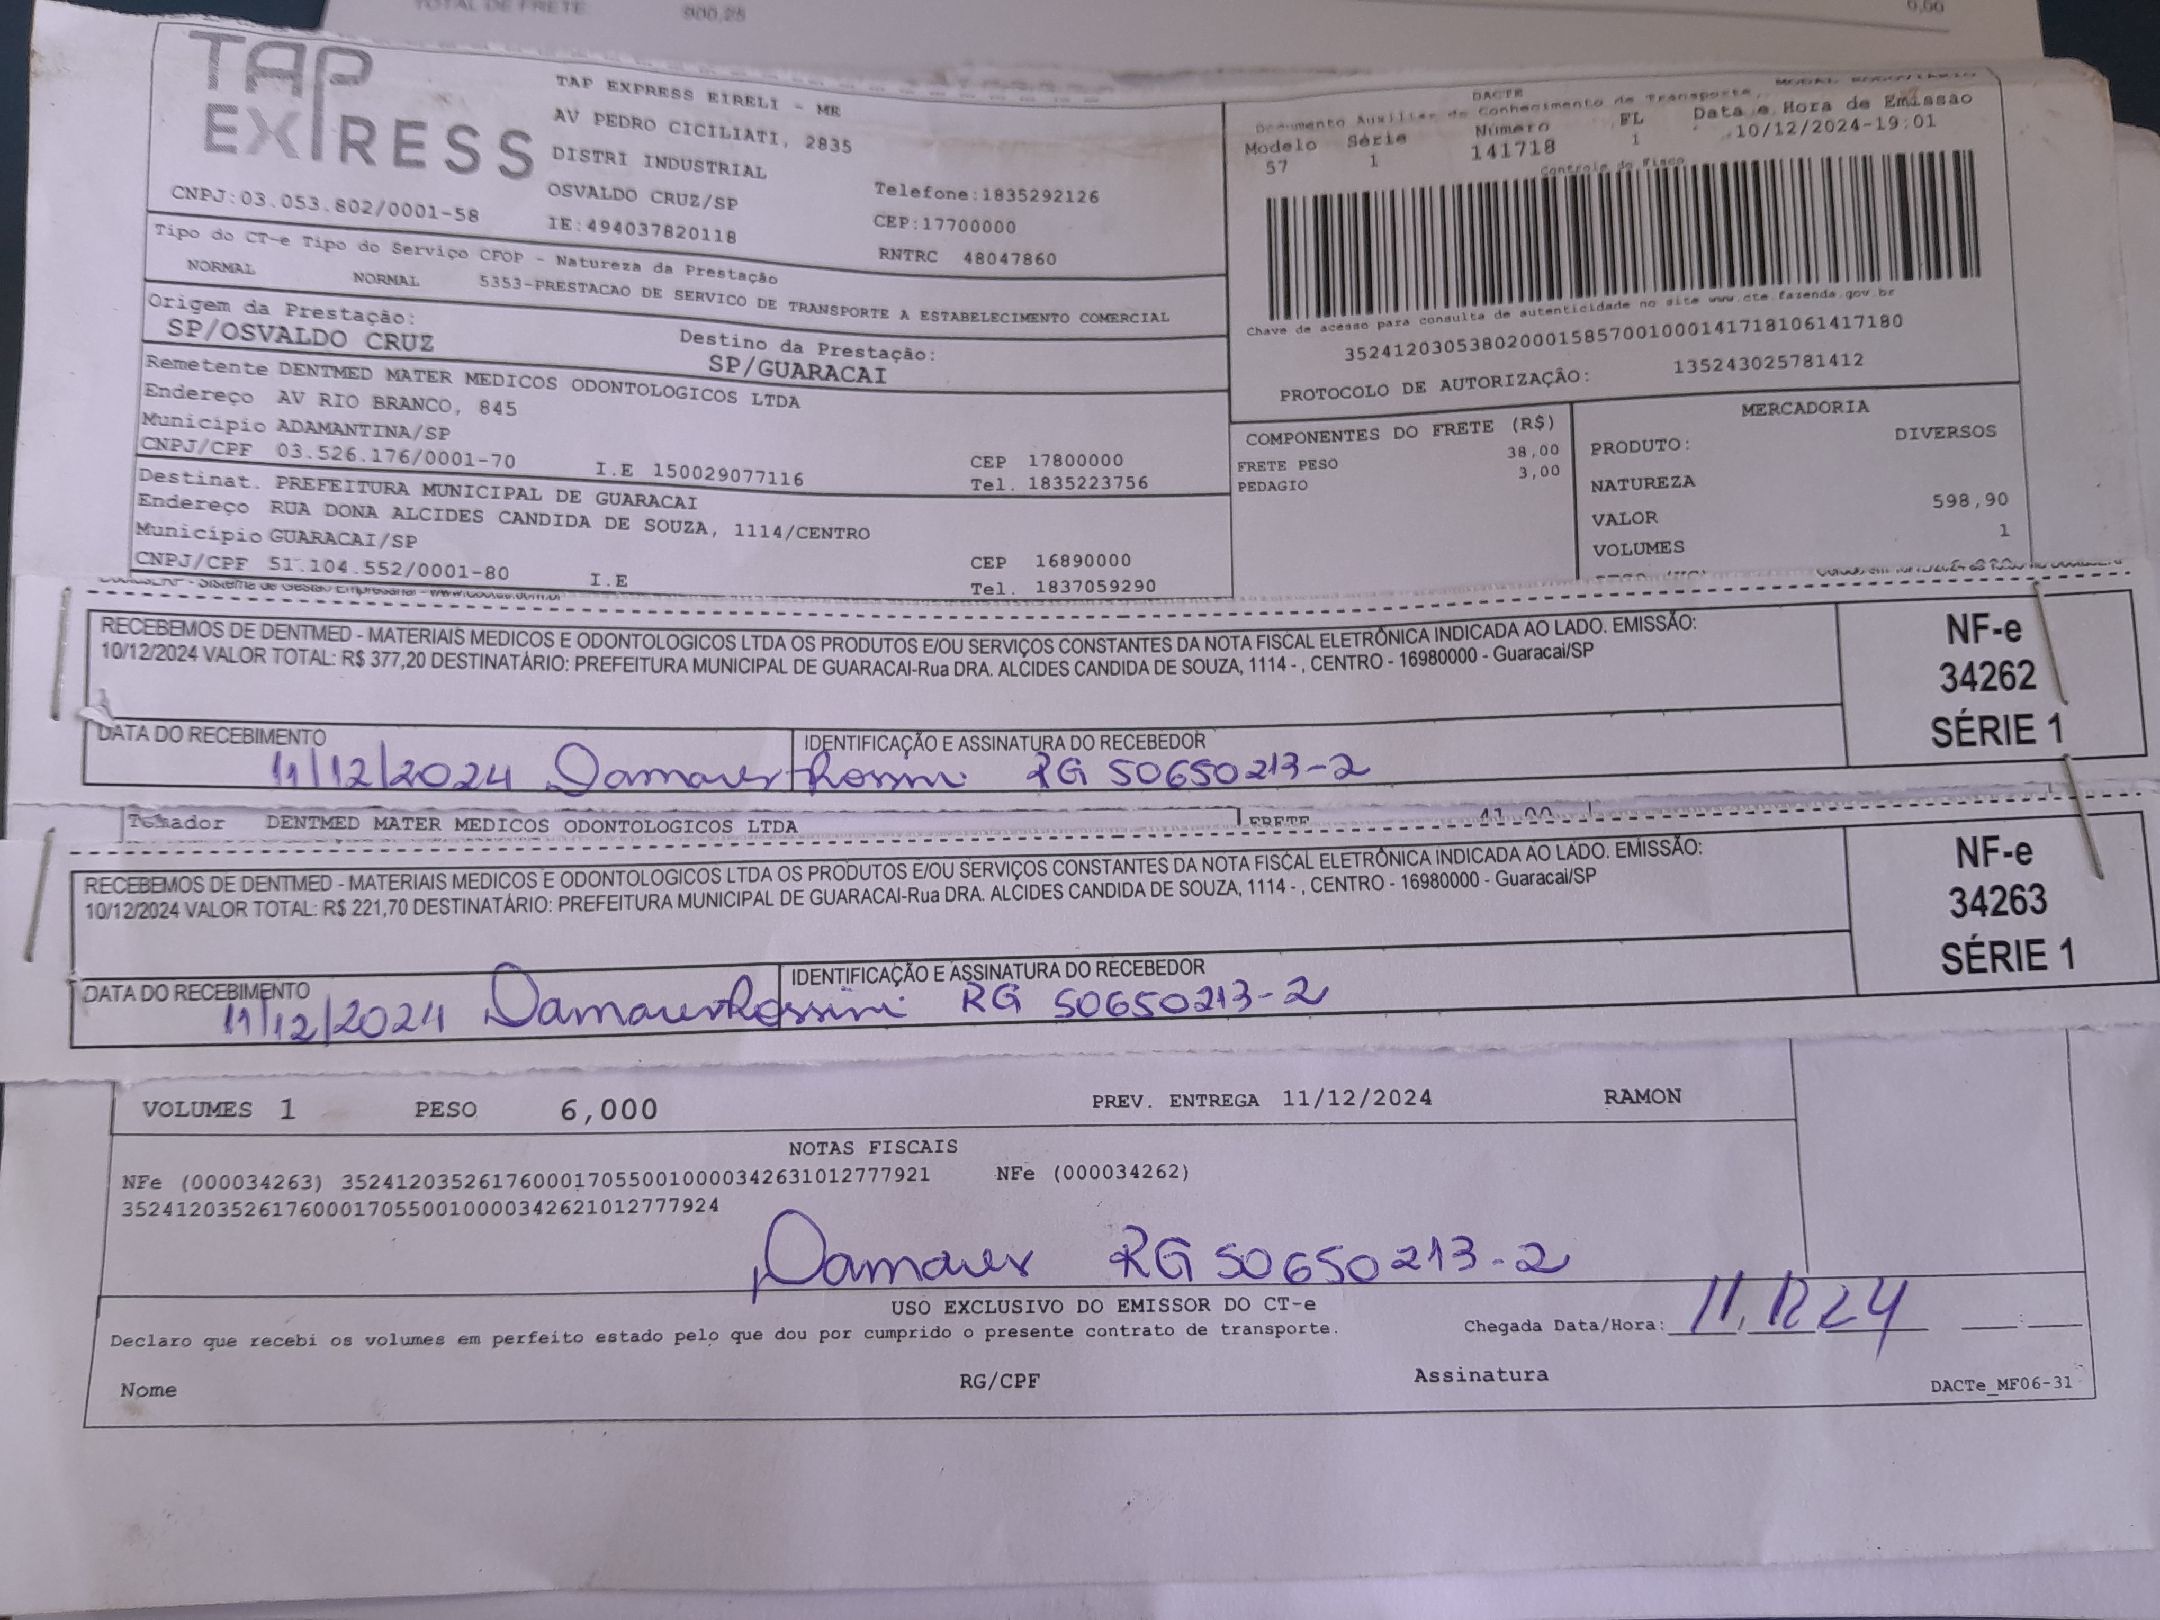 TOTAL DE FRETE 900,25 0,00
TAP EXPRESS
TAP EXPRESS EIRELI - ME
AV PEDRO CICILIATI, 2835
DISTRI INDUSTRIAL
OSVALDO CRUZ/SP Telefone:1835292126
CNPJ:03.053.802/0001-58 IE:494037820118 CEP:17700000
RNTRC 48047860
DACTE
Documento Auxiliar do Conhecimento de Transporte
Modelo Série Número FL Data e Hora de Emissao
57 1 141718 1 10/12/2024-19:01
Controle do Fisco
Chave de acesso para consulta de autenticidade no site www.cte.fazenda.gov.br
35241203053802000158570010001417181061417180
PROTOCOLO DE AUTORIZAÇÃO: 135243025781412
Tipo do CT-e Tipo do Serviço CFOP - Natureza da Prestação
NORMAL NORMAL 5353-PRESTACAO DE SERVICO DE TRANSPORTE A ESTABELECIMENTO COMERCIAL
Origem da Prestação: Destino da Prestação:
SP/OSVALDO CRUZ SP/GUARACAI
Remetente DENTMED MATER MEDICOS ODONTOLOGICOS LTDA
Endereço AV RIO BRANCO, 845
Município ADAMANTINA/SP CEP 17800000
CNPJ/CPF 03.526.176/0001-70 I.E 150029077116 Tel. 1835223756
Destinat. PREFEITURA MUNICIPAL DE GUARACAI
Endereço RUA DONA ALCIDES CANDIDA DE SOUZA, 1114/CENTRO
Município GUARACAI/SP CEP 16890000
CNPJ/CPF 51.104.552/0001-80 I.E Tel. 1837059290
COMPONENTES DO FRETE (R$)
FRETE PESO 38,00
PEDAGIO 3,00
MERCADORIA
PRODUTO: DIVERSOS
NATUREZA
VALOR 598,90
VOLUMES 1
RECEBEMOS DE DENTMED - MATERIAIS MEDICOS E ODONTOLOGICOS LTDA OS PRODUTOS E/OU SERVIÇOS CONSTANTES DA NOTA FISCAL ELETRÔNICA INDICADA AO LADO. EMISSÃO:
10/12/2024 VALOR TOTAL: R$ 377,20 DESTINATÁRIO: PREFEITURA MUNICIPAL DE GUARACAI-Rua DRA. ALCIDES CANDIDA DE SOUZA, 1114 - , CENTRO - 16980000 - Guaracai/SP
NF-e
34262
SÉRIE 1
DATA DO RECEBIMENTO IDENTIFICAÇÃO E ASSINATURA DO RECEBEDOR
11/12/2024 Damares Rossini RG 50650213-2
Tomador DENTMED MATER MEDICOS ODONTOLOGICOS LTDA FRETE 41,00
RECEBEMOS DE DENTMED - MATERIAIS MEDICOS E ODONTOLOGICOS LTDA OS PRODUTOS E/OU SERVIÇOS CONSTANTES DA NOTA FISCAL ELETRÔNICA INDICADA AO LADO. EMISSÃO:
10/12/2024 VALOR TOTAL: R$ 221,70 DESTINATÁRIO: PREFEITURA MUNICIPAL DE GUARACAI-Rua DRA. ALCIDES CANDIDA DE SOUZA, 1114 - , CENTRO - 16980000 - Guaracai/SP
NF-e
34263
SÉRIE 1
DATA DO RECEBIMENTO IDENTIFICAÇÃO E ASSINATURA DO RECEBEDOR
11/12/2024 Damares Rossini RG 50650213-2
VOLUMES 1 PESO 6,000 PREV. ENTREGA 11/12/2024 RAMON
NOTAS FISCAIS
NFe (000034263) 35241203526176000170550010000342631012777921 NFe (000034262)
35241203526176000170550010000342621012777924
Damares RG 50650213-2
USO EXCLUSIVO DO EMISSOR DO CT-e
Declaro que recebi os volumes em perfeito estado pelo que dou por cumprido o presente contrato de transporte. Chegada Data/Hora: 11 12 24
Nome RG/CPF Assinatura DACTe_MF06-31